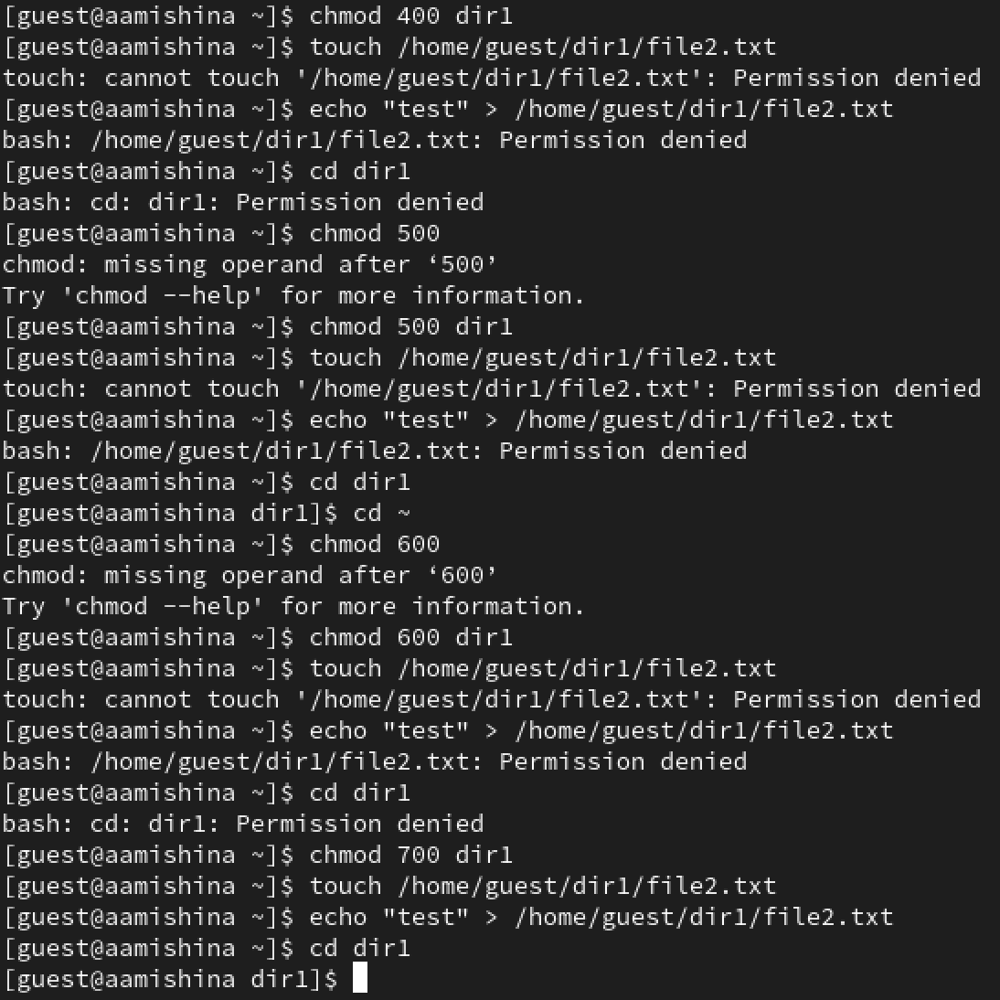 [guest@aamishina ~]$ chmod 400 dir1
[guest@aamishina ~]$ touch /home/guest/dir1/file2.txt
touch: cannot touch '/home/guest/dir1/file2.txt': Permission denied
[guest@aamishina ~]$ echo "test" > /home/guest/dir1/file2.txt
bash: /home/guest/dir1/file2.txt: Permission denied
[guest@aamishina ~]$ cd dir1
bash: cd: dir1: Permission denied
[guest@aamishina ~]$ chmod 500
chmod: missing operand after ‘500’
Try 'chmod --help' for more information.
[guest@aamishina ~]$ chmod 500 dir1
[guest@aamishina ~]$ touch /home/guest/dir1/file2.txt
touch: cannot touch '/home/guest/dir1/file2.txt': Permission denied
[guest@aamishina ~]$ echo "test" > /home/guest/dir1/file2.txt
bash: /home/guest/dir1/file2.txt: Permission denied
[guest@aamishina ~]$ cd dir1
[guest@aamishina dir1]$ cd ~
[guest@aamishina ~]$ chmod 600
chmod: missing operand after ‘600’
Try 'chmod --help' for more information.
[guest@aamishina ~]$ chmod 600 dir1
[guest@aamishina ~]$ touch /home/guest/dir1/file2.txt
touch: cannot touch '/home/guest/dir1/file2.txt': Permission denied
[guest@aamishina ~]$ echo "test" > /home/guest/dir1/file2.txt
bash: /home/guest/dir1/file2.txt: Permission denied
[guest@aamishina ~]$ cd dir1
bash: cd: dir1: Permission denied
[guest@aamishina ~]$ chmod 700 dir1
[guest@aamishina ~]$ touch /home/guest/dir1/file2.txt
[guest@aamishina ~]$ echo "test" > /home/guest/dir1/file2.txt
[guest@aamishina ~]$ cd dir1
[guest@aamishina dir1]$